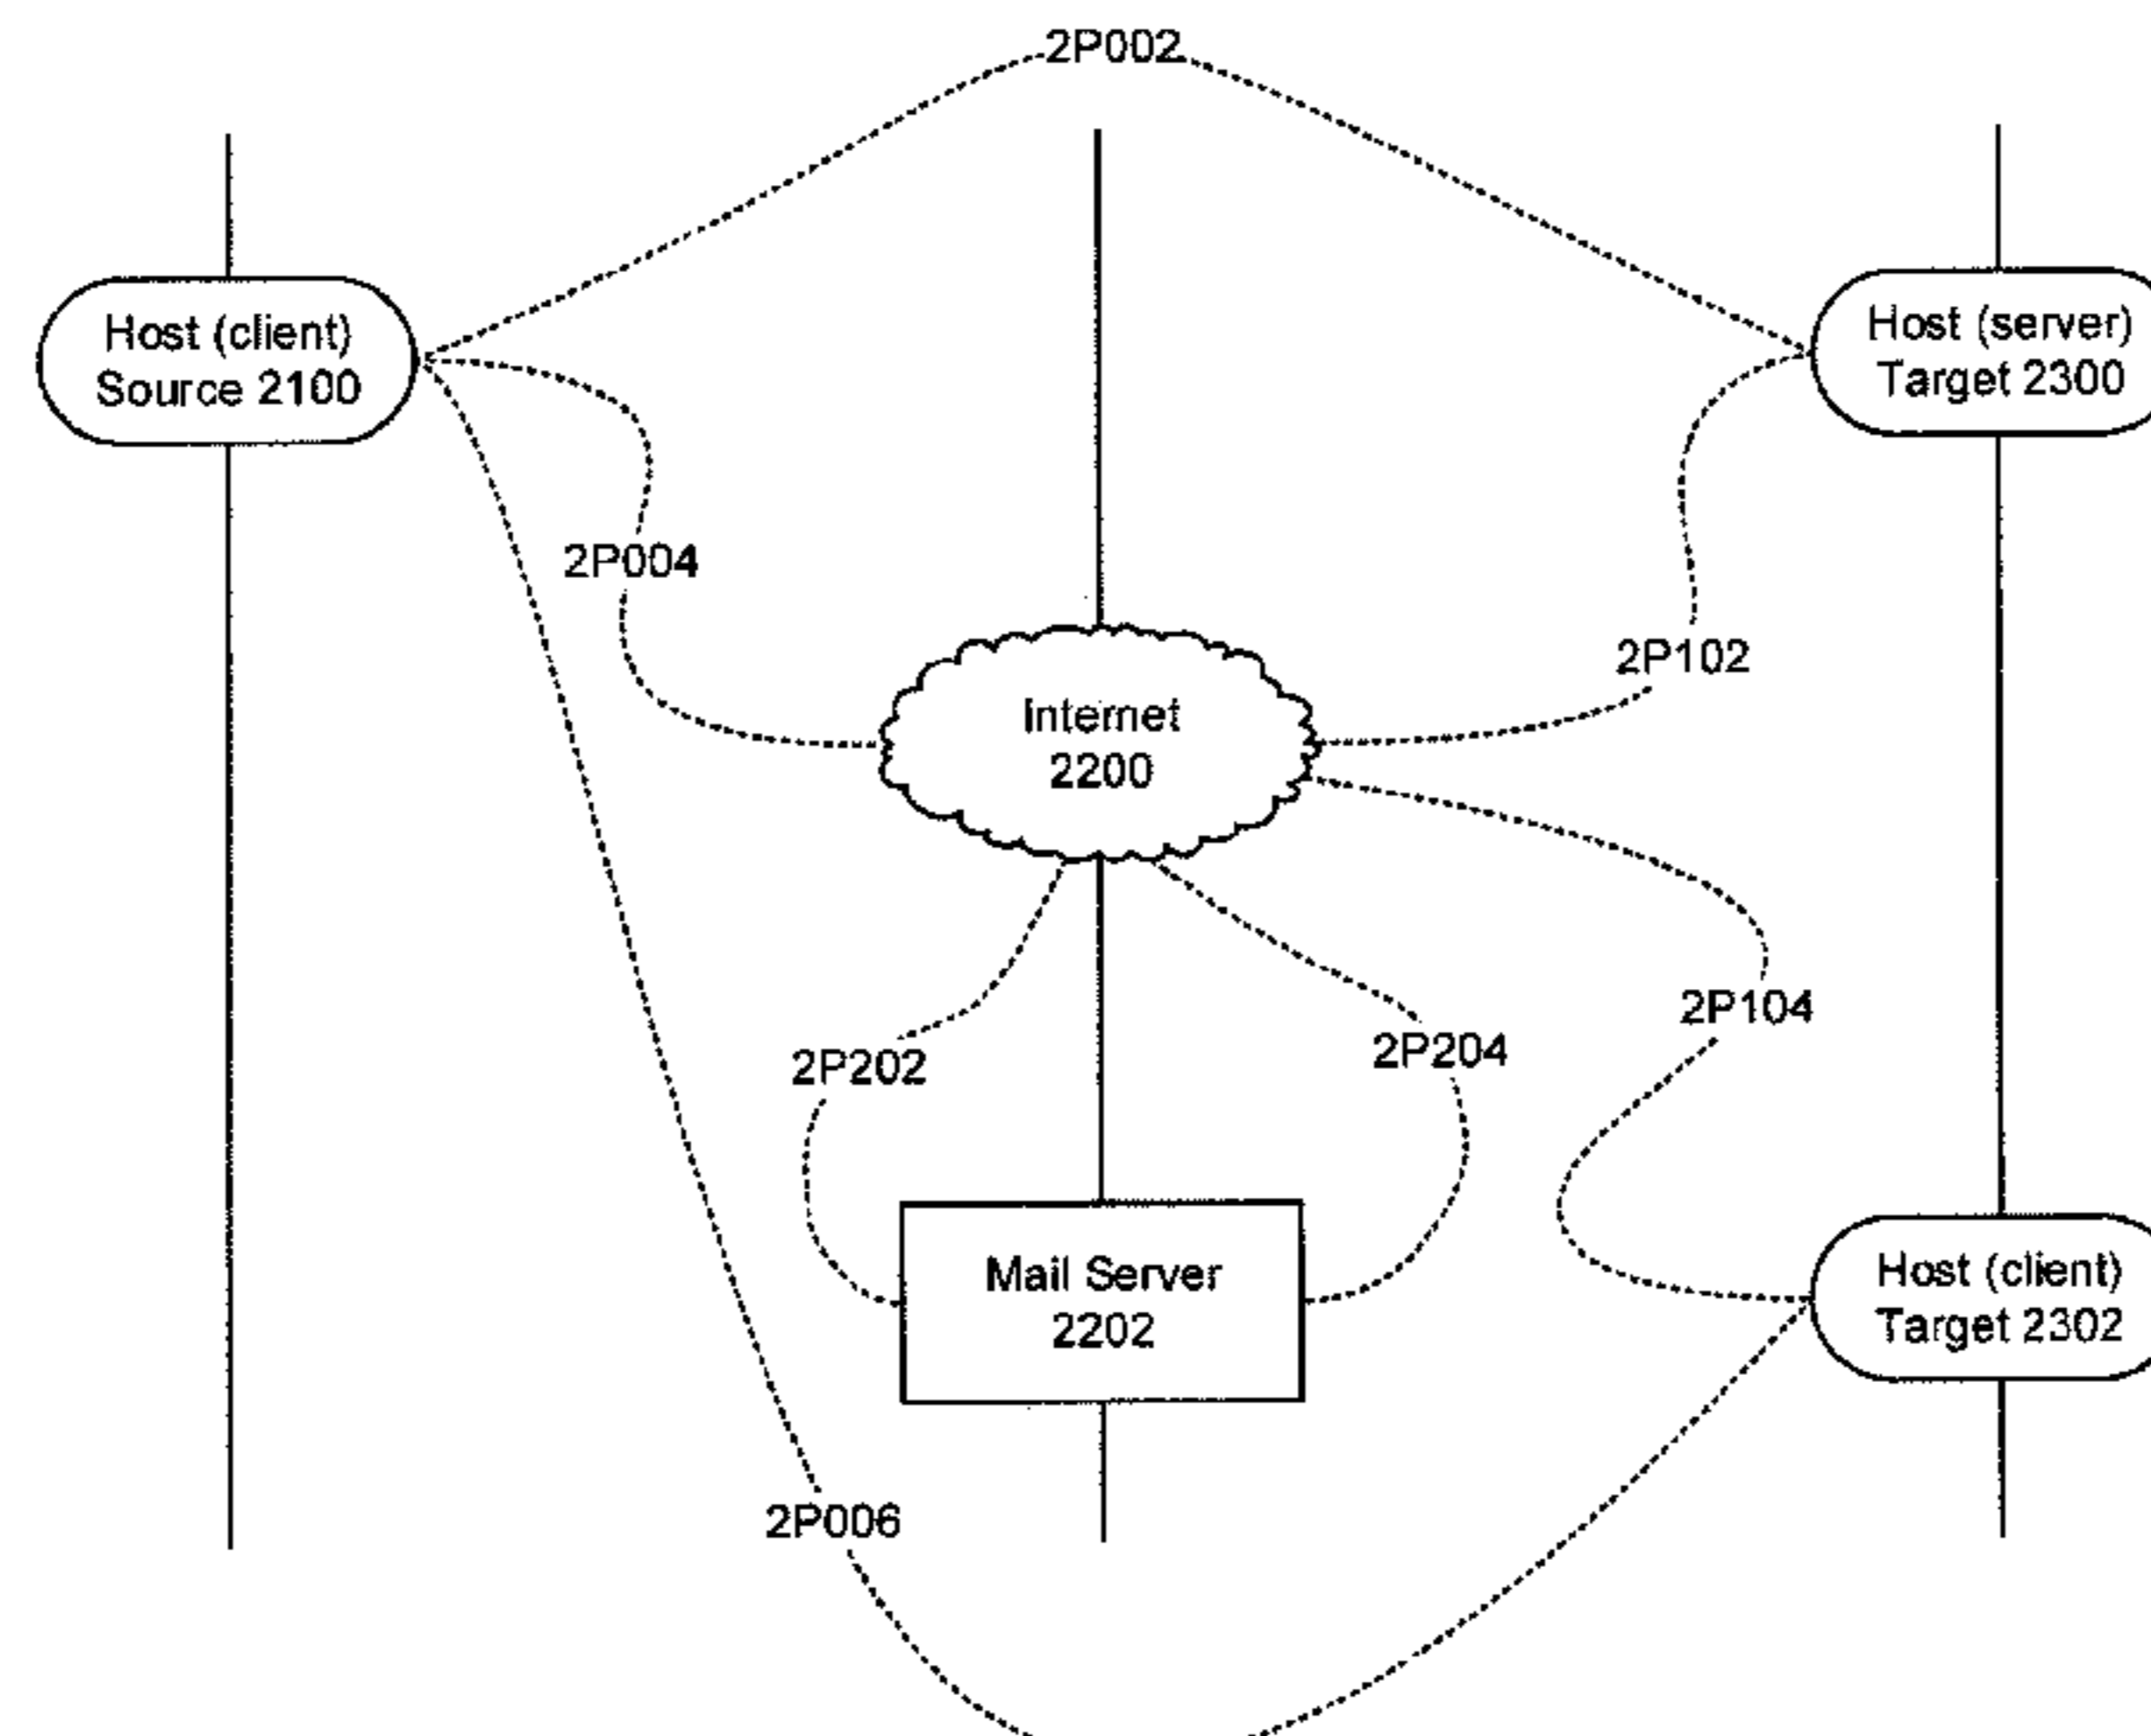 2P002
Host (client)
Source 2100
Host (server)
Target 2300
2P004
2P102
Internet
2200
2P104
2P202
2P204
Mail Server
2202
Host (client)
Target 2302
2P006